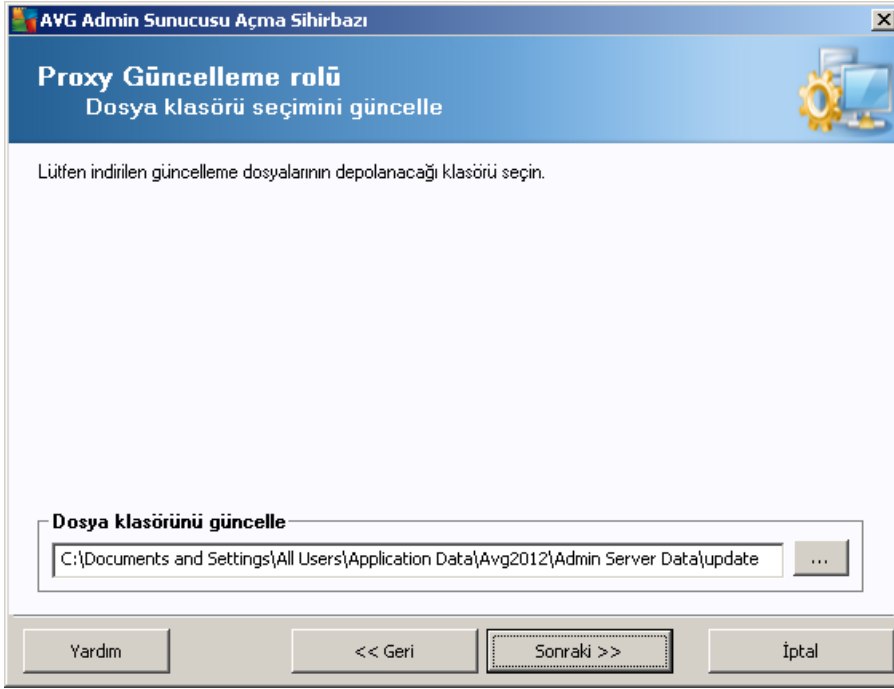 AVG Admin Sunucusu Açma Sihirbazı
Proxy Güncelleme rolü
Dosya klasörü seçimini güncelle
Lütfen indirilen güncelleme dosyalarının depolanacağı klasörü seçin.
Dosya klasörünü güncelle
C:\Documents and Settings\All Users\Application Data\Avg2012\Admin Server Data\update
...
Yardım
<< Geri
Sonraki >>
İptal